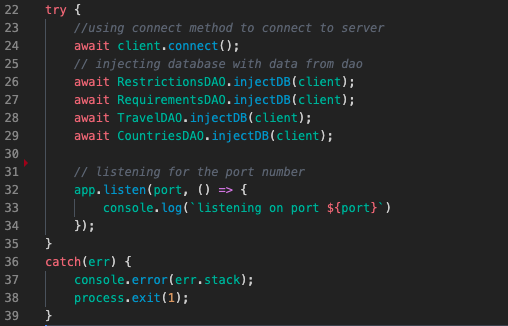 22 try {
23 //using connect method to connect to server
24 await client.connect();
25 // injecting database with data from dao
26 await RestrictionsDAO.injectDB(client);
27 await RequirementsDAO.injectDB(client);
28 await TravelDAO.injectDB(client);
29 await CountriesDAO.injectDB(client);
30
31 // listening for the port number
32 app.listen(port, () => {
33 console.log(`listening on port ${port}`)
34 });
35 }
36 catch(err) {
37 console.error(err.stack);
38 process.exit(1);
39 }